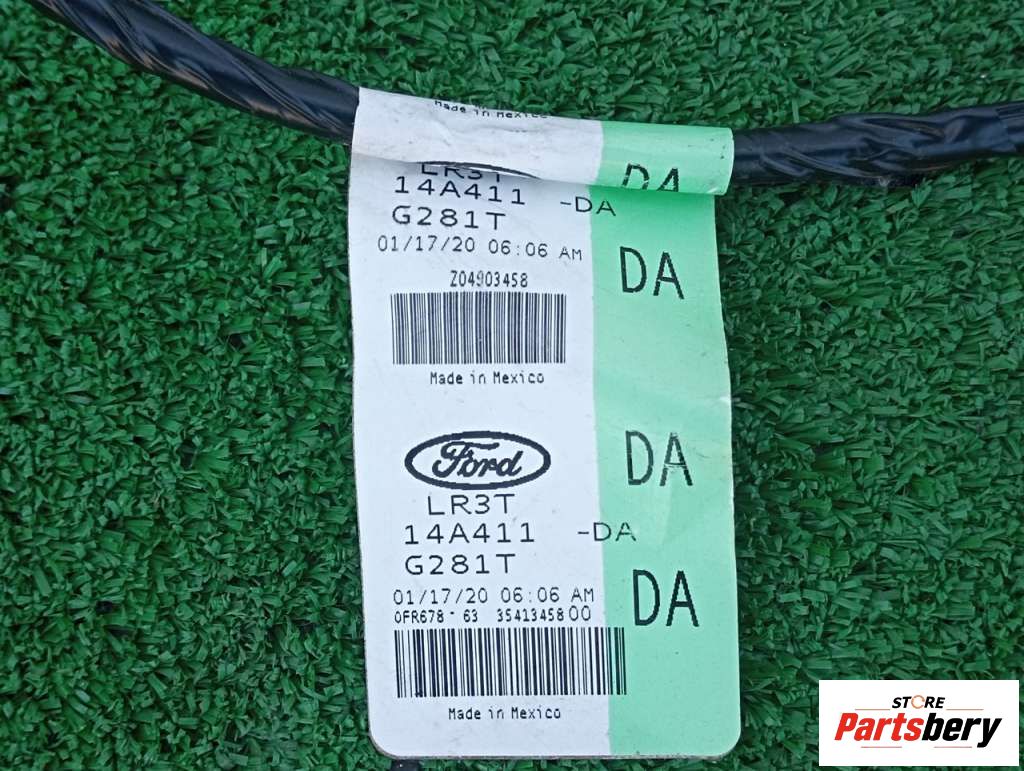 Made in Mexico
LR3T
DA
14A411 -DA
G281T
01/17/20 06:06 AM
DA
Z04903458
Made in Mexico
Ford
DA
LR3T
14A411 -DA
G281T
DA
01/17/20 06:06 AM
0FR678-63 3541345800
Made in Mexico
STORE
Partsbery